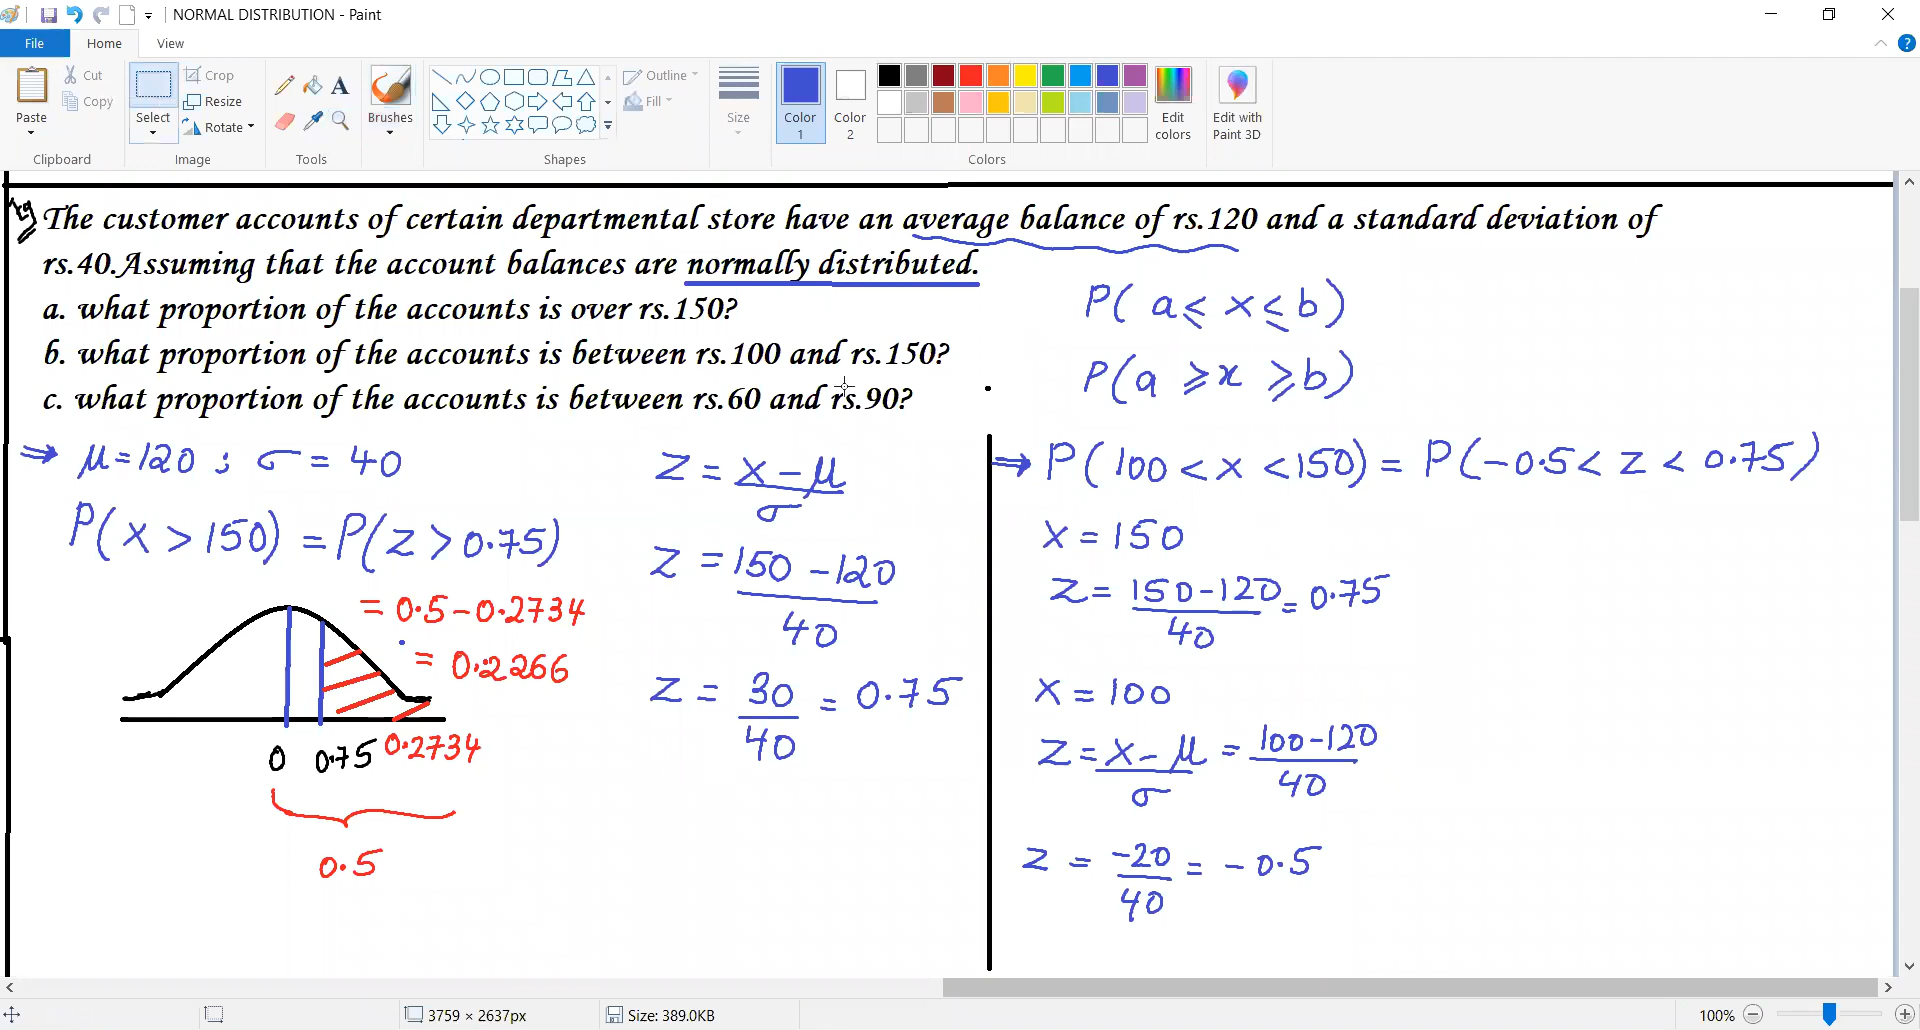 NORMAL DISTRIBUTION - Paint
File Home View
Paste Cut Copy Clipboard
Select Crop Resize Rotate Image
Tools
Brushes
Outline Fill Shapes
Size
Color 1 Color 2 Edit colors Colors
Edit with Paint 3D
The customer accounts of certain departmental store have an average balance of rs.120 and a standard deviation of
rs.40.Assuming that the account balances are normally distributed.
a. what proportion of the accounts is over rs.150?
b. what proportion of the accounts is between rs.100 and rs.150?
c. what proportion of the accounts is between rs.60 and rs.90?
⇒ μ=120 ; σ = 40
P(x > 150) = P(z > 0.75)
= 0.5 - 0.2734
= 0.2266
0 0.75 0.2734
0.5
z = x - μ
σ
z = 150 - 120
40
z = 30 = 0.75
40
P( a ≤ x ≤ b)
P(a ≥ x ≥ b)
⇒ P(100 < x < 150) = P(-0.5 < z < 0.75)
x = 150
z = 150-120 = 0.75
40
x = 100
z = x - μ = 100-120
σ 40
z = -20 = -0.5
40
3759 × 2637px Size: 389.0KB 100%